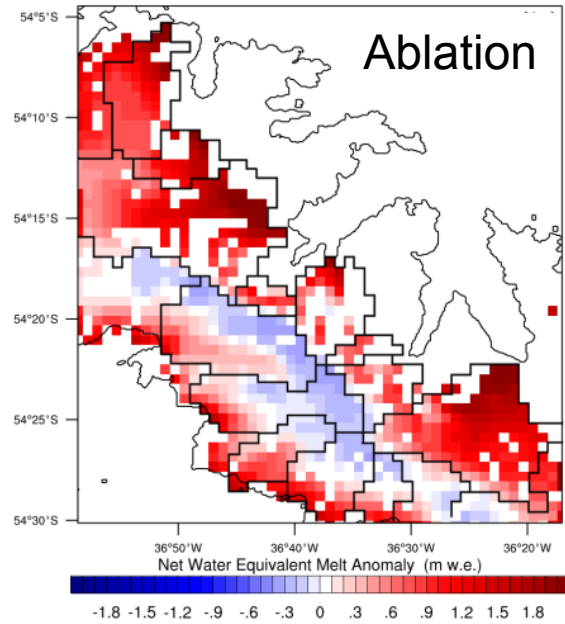 Ablation
54°5'S
54°10'S
54°15'S
54°20'S
54°25'S
54°30'S
36°50'W 36°40'W 36°30'W 36°20'W
Net Water Equivalent Melt Anomaly (m w.e.)
-1.8 -1.5 -1.2 -.9 -.6 -.3 0 .3 .6 .9 1.2 1.5 1.8